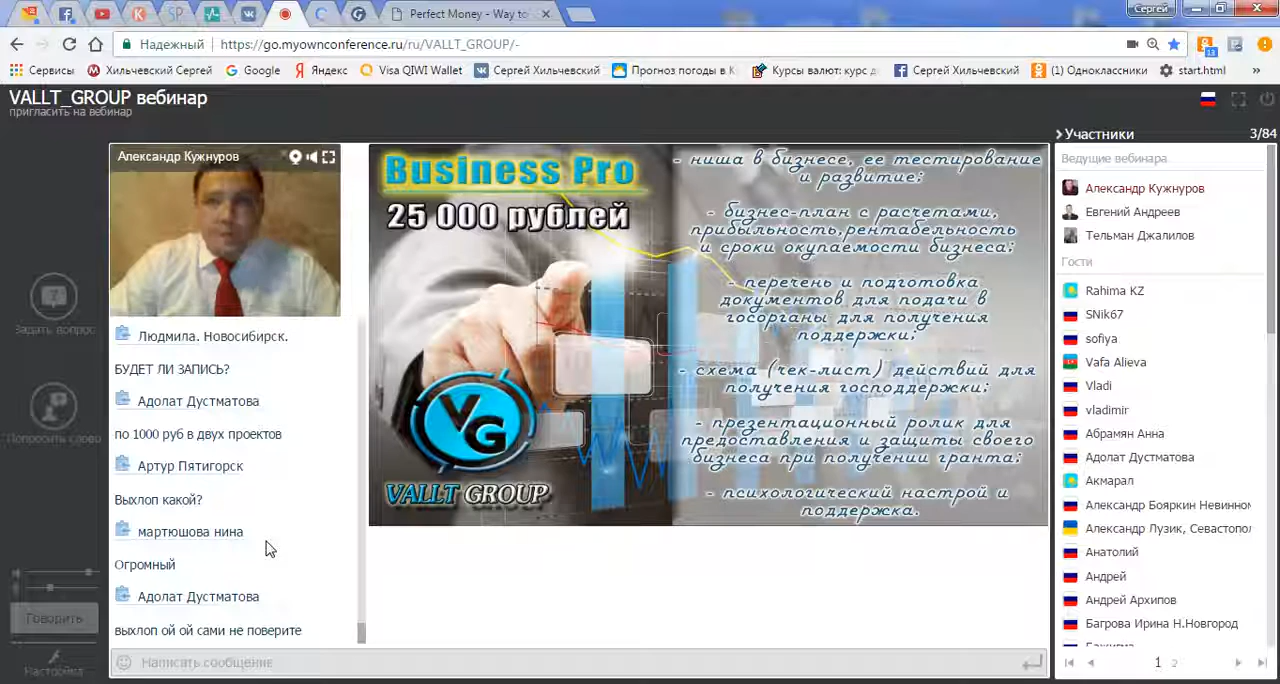 Perfect Money - Way to
Сергей
Надежный
https://go.myownconference.ru/ru/VALLT_GROUP/-
13
Сервисы
Хильчевский Сергей
Google
Яндекс
Visa QIWI Wallet
Сергей Хильчевский
Прогноз погоды в К
Курсы валют: курс д
Сергей Хильчевский
(1) Одноклассники
start.html
»
VALLT_GROUP вебинар
пригласить на вебинар
Задать вопрос
Попросить слово
Говорить
Настройка
Александр Кужнуров
Людмила. Новосибирск.
БУДЕТ ЛИ ЗАПИСЬ?
Адолат Дустматова
по 1000 руб в двух проектов
Артур Пятигорск
Выхлоп какой?
мартюшова нина
Огромный
Адолат Дустматова
выхлоп ой ой сами не поверите
Написать сообщение
Business Pro
25 000 рублей
VG
VALLT GROUP
- ниша в бизнесе, ее тестирование
и развитие;
- бизнес-план с расчетами,
прибыльность,рентабельность
и сроки окупаемости бизнеса;
- перечень и подготовка
документов для подачи в
госорганы для получения
поддержки;
- схема (чек-лист) действий для
получения господдержки;
- презентационный ролик для
предоставления и защиты своего
бизнеса при получении гранта;
- психологический настрой и
поддержка.
Участники 3/84
Ведущие вебинара
Александр Кужнуров
Евгений Андреев
Тельман Джалилов
Гости
Rahima KZ
SNik67
sofiya
Vafa Alieva
Vladi
vladimir
Абрамян Анна
Адолат Дустматова
Акмарал
Александр Бояркин Невинном
Александр Лузик, Севастопол
Анатолий
Андрей
Андрей Архипов
Багрова Ирина Н.Новгород
1 2